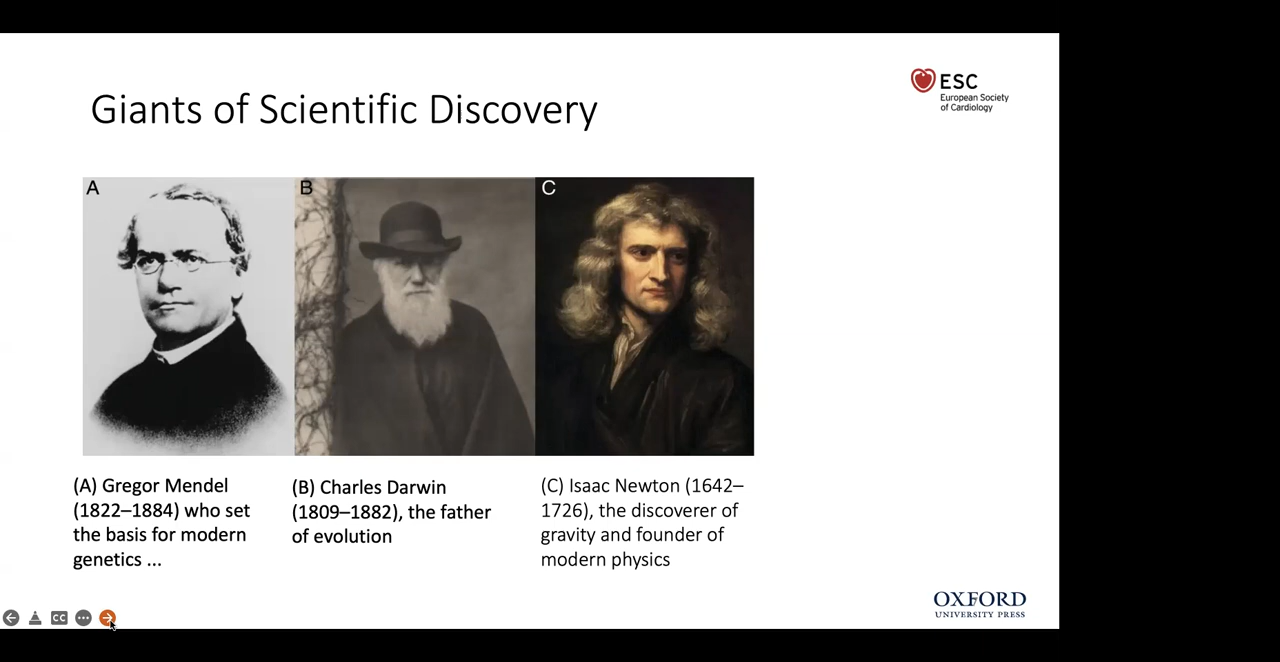 Giants of Scientific Discovery
ESC
European Society
of Cardiology
A
B
C
(A) Gregor Mendel
(1822–1884) who set
the basis for modern
genetics ...
(B) Charles Darwin
(1809–1882), the father
of evolution
(C) Isaac Newton (1642–
1726), the discoverer of
gravity and founder of
modern physics
CC
OXFORD
UNIVERSITY PRESS